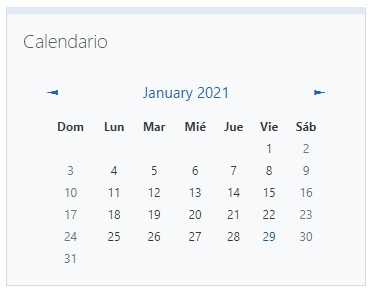 Calendario
◄ January 2021 ►
Dom Lun Mar Mié Jue Vie Sáb
1 2
3 4 5 6 7 8 9
10 11 12 13 14 15 16
17 18 19 20 21 22 23
24 25 26 27 28 29 30
31